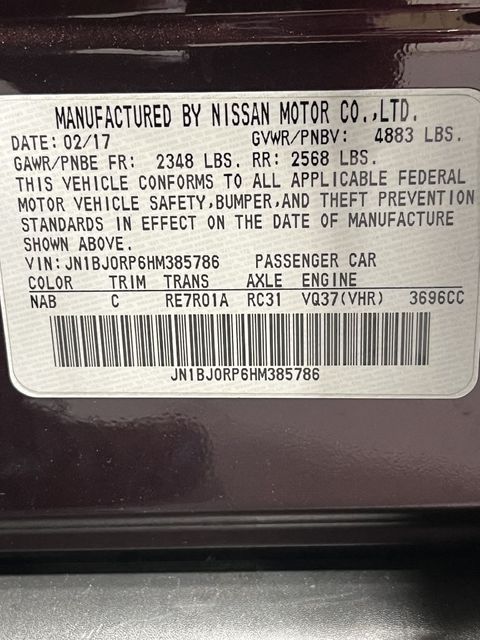 MANUFACTURED BY NISSAN MOTOR CO.,LTD.
DATE: 02/17 GVWR/PNBV: 4883 LBS.
GAWR/PNBE FR: 2348 LBS. RR: 2568 LBS.
THIS VEHICLE CONFORMS TO ALL APPLICABLE FEDERAL
MOTOR VEHICLE SAFETY,BUMPER,AND THEFT PREVENTION
STANDARDS IN EFFECT ON THE DATE OF MANUFACTURE
SHOWN ABOVE.
VIN: JN1BJ0RP6HM385786 PASSENGER CAR
COLOR TRIM TRANS AXLE ENGINE
NAB C RE7R01A RC31 VQ37(VHR) 3696CC
JN1BJ0RP6HM385786